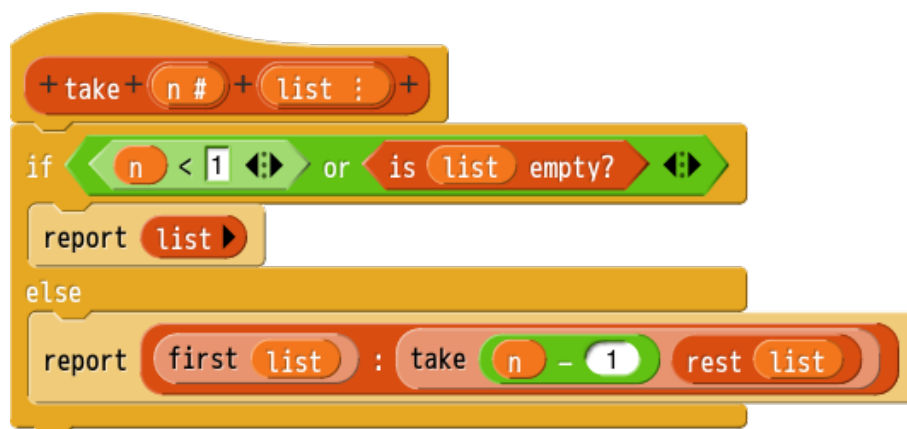 + take + n # + list ⋮ +
if n < 1 or is list empty?
report list
else
report first list : take n - 1 rest list